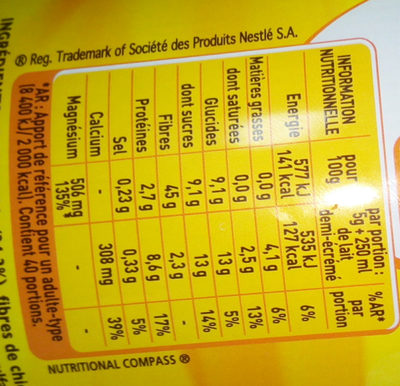 ® Reg. Trademark of Société des Produits Nestlé S.A.
INFORMATION NUTRITIONNELLE pour 100g par portion : 5g + 250 ml de lait demi-écrémé %AR* par portion
Energie 577 kJ 535 kJ
141 kcal 127 kcal 6%
Matières grasses 0,0 g 4,1 g 6%
dont saturées 0,0 g 2,5 g 13%
Glucides 9,1 g 13 g 5%
dont sucres 9,1 g 13 g 14%
Fibres 45 g 2,3 g -
Protéines 2,7 g 8,6 g 17%
Sel 0,23 g 0,33 g 5%
Calcium - 308 mg 39%
Magnésium 506 mg - -
135%
*AR : Apport de référence pour un adulte-type
(8 400 kJ / 2 000 kcal). Contient 40 portions.
NUTRITIONAL COMPASS ®
fibres de chi